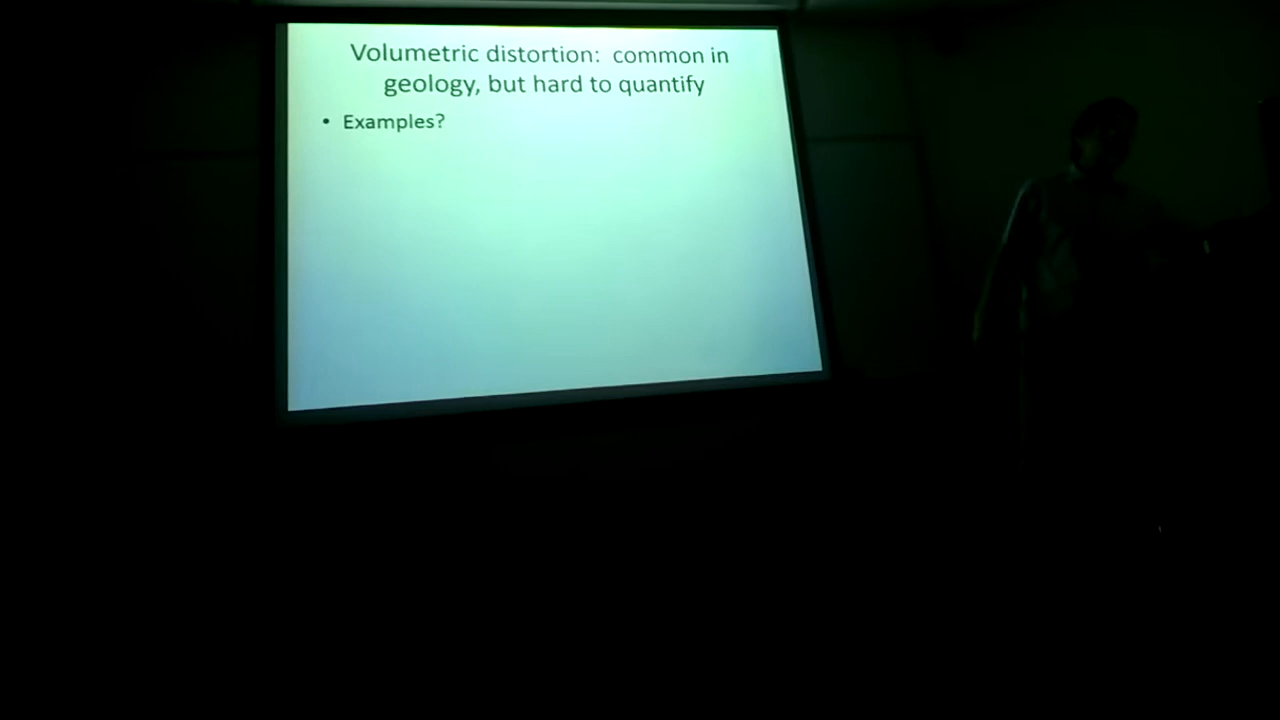 Volumetric distortion: common in
geology, but hard to quantify
• Examples?